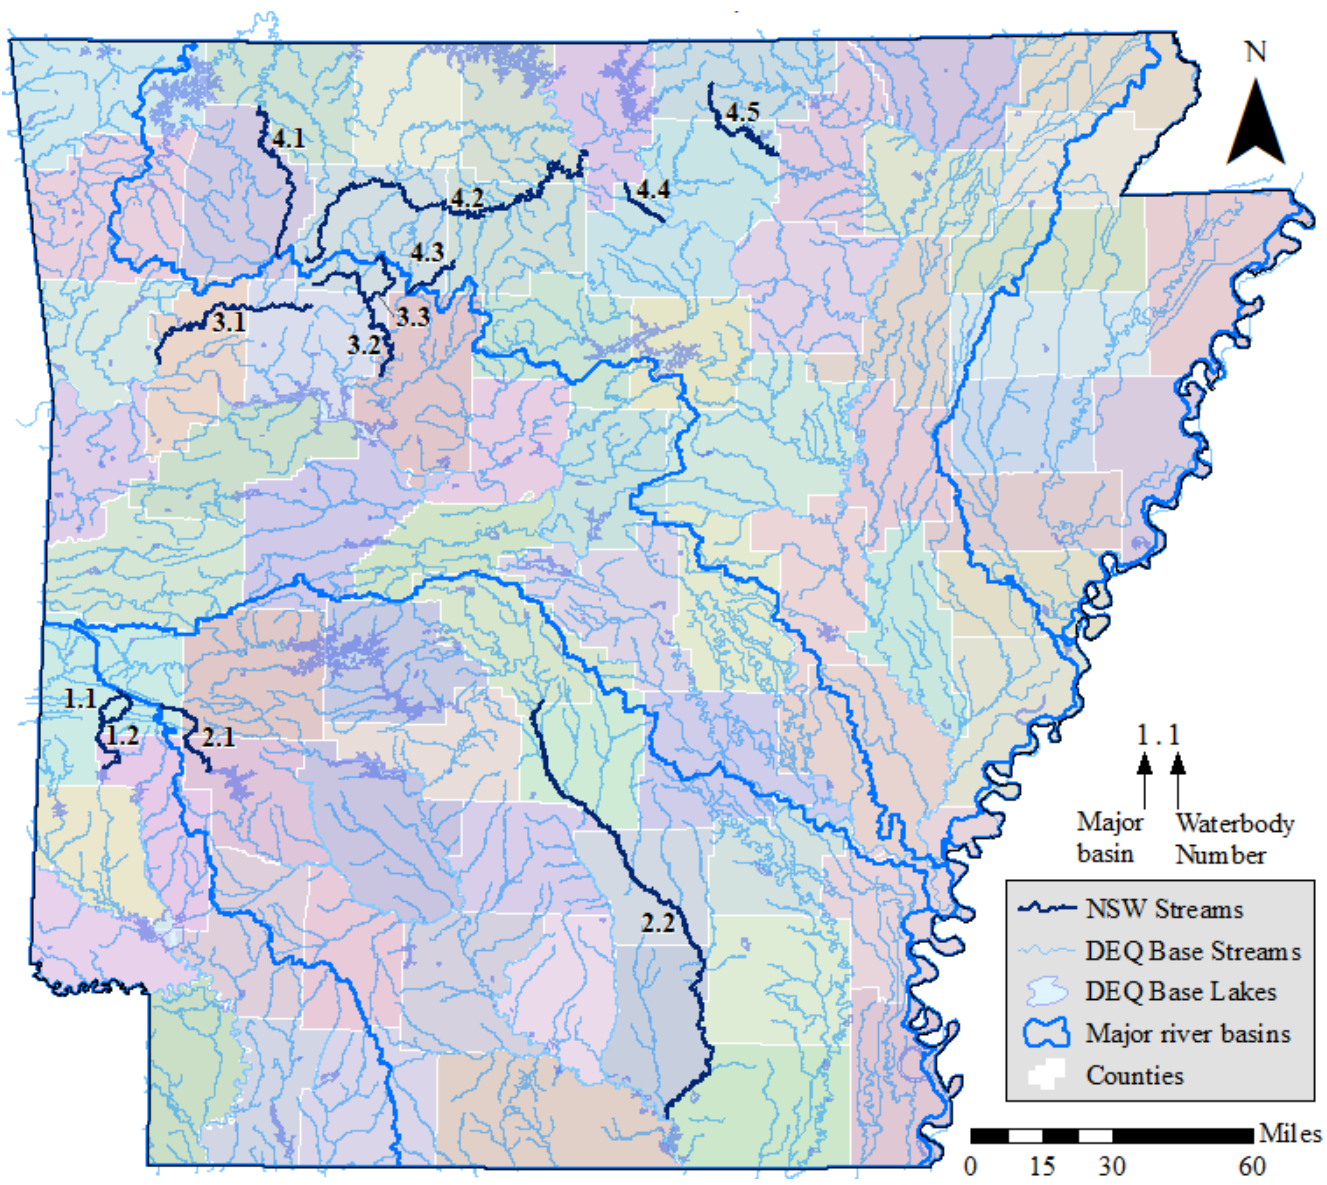 N
4.5
4.1
4.4
4.2
4.3
3.1
3.3
3.2
1.1
1.2
2.1
2.2
1.1
Major
basin
Waterbody
Number
NSW Streams
DEQ Base Streams
DEQ Base Lakes
Major river basins
Counties
Miles
0 15 30 60